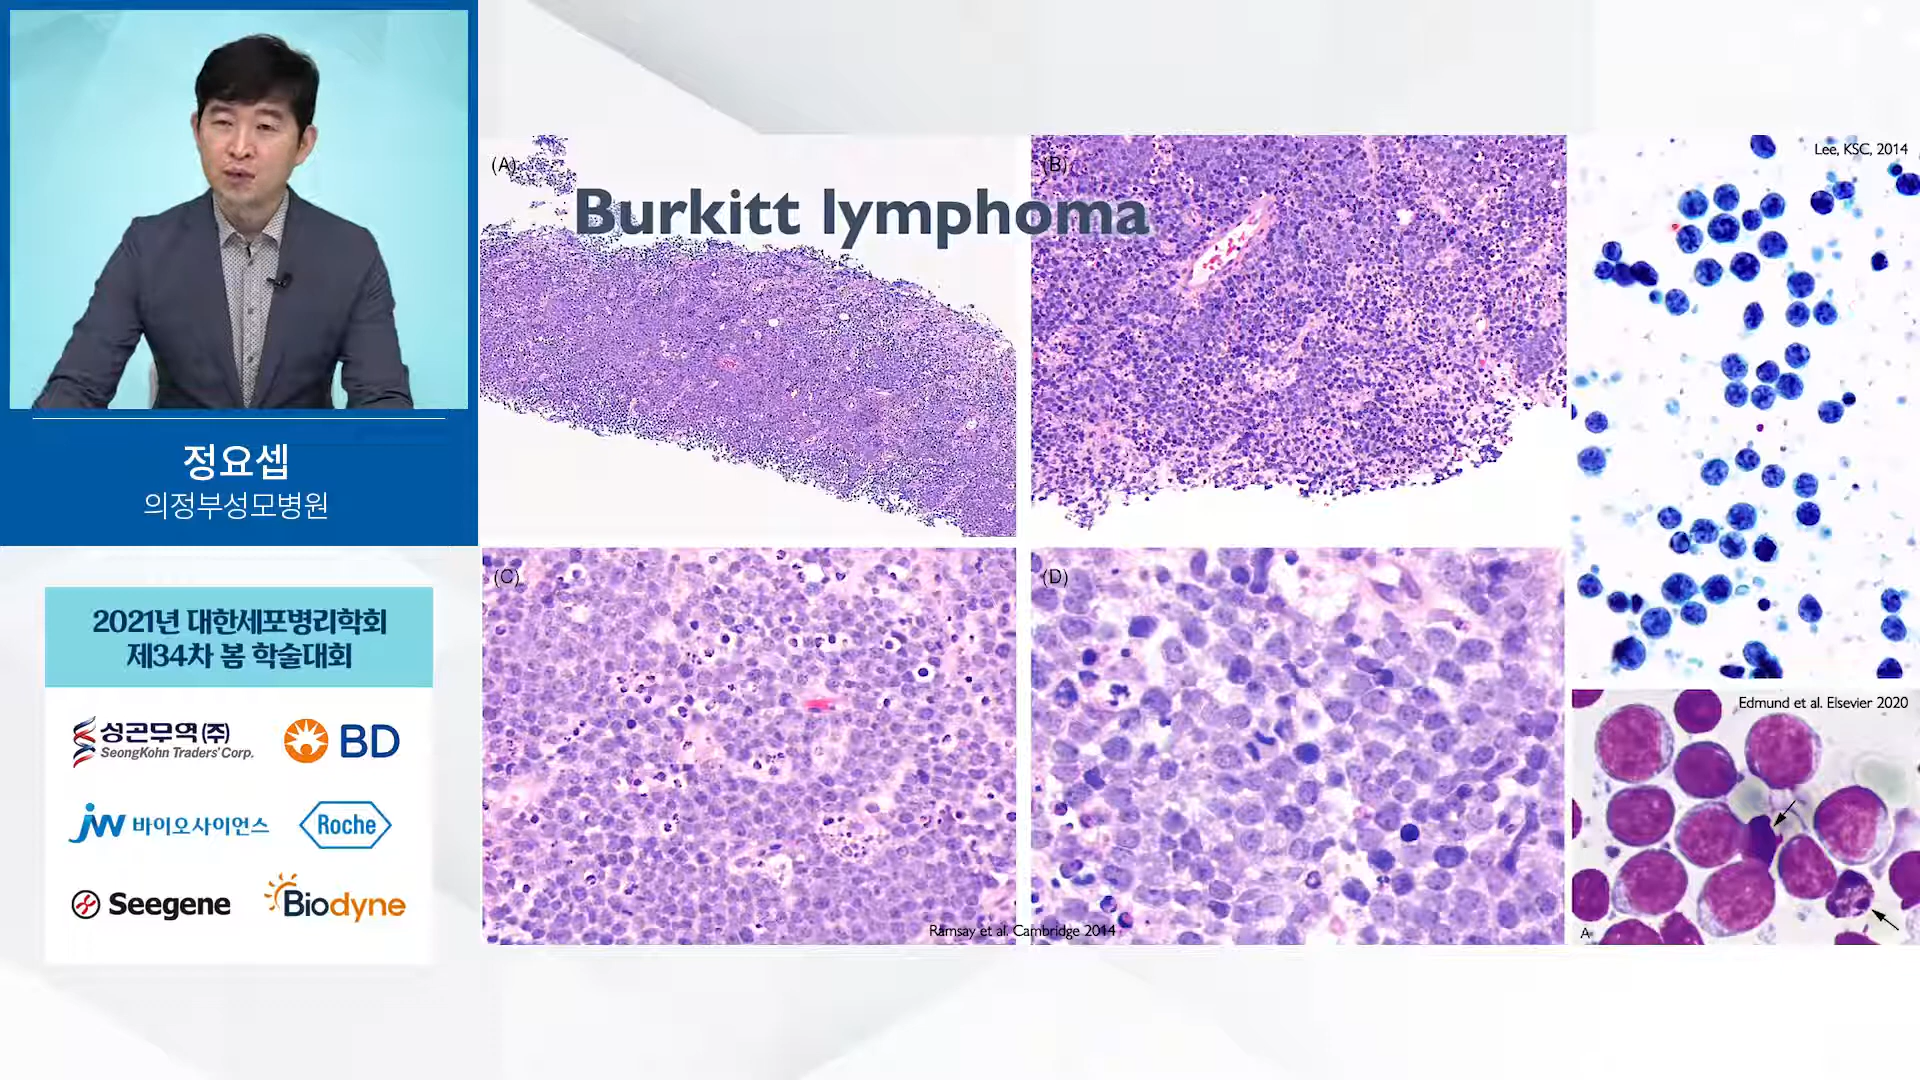 정요셉
의정부성모병원
2021년 대한세포병리학회
제34차 봄 학술대회
성곤무역(주)
SeongKohn Traders' Corp.
BD
jw 바이오사이언스
Roche
Seegene
Biodyne
Burkitt lymphoma
(A)
(B)
Lee, KSC, 2014
(C)
(D)
Ramsay et al. Cambridge 2014
Edmund et al. Elsevier 2020
A